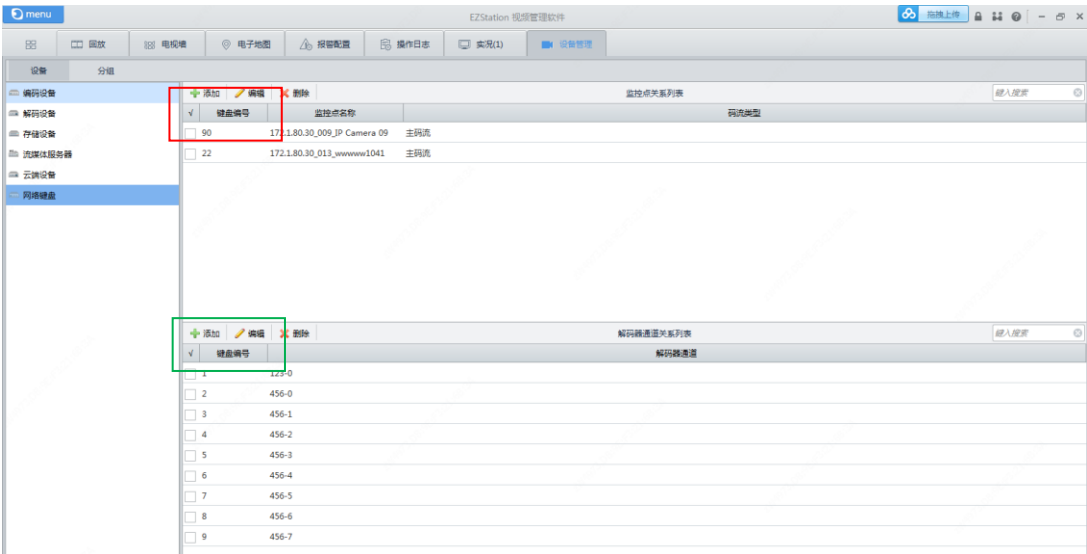 menu
EZStation 视频管理软件
拖拽上传
回放 电视墙 电子地图 报警配置 操作日志 实况(1) 设备管理
设备 分组
编码设备
解码设备
存储设备
流媒体服务器
云端设备
网络键盘
添加 编辑 删除 监控点关系列表 键入搜索
√ 键盘编号 监控点名称 码流类型
90 172.1.80.30_009_IP Camera 09 主码流
22 172.1.80.30_013_wwwww1041 主码流
添加 编辑 删除 解码器通道关系列表 键入搜索
√ 键盘编号 解码器通道
1 123-0
2 456-0
3 456-1
4 456-2
5 456-3
6 456-4
7 456-5
8 456-6
9 456-7